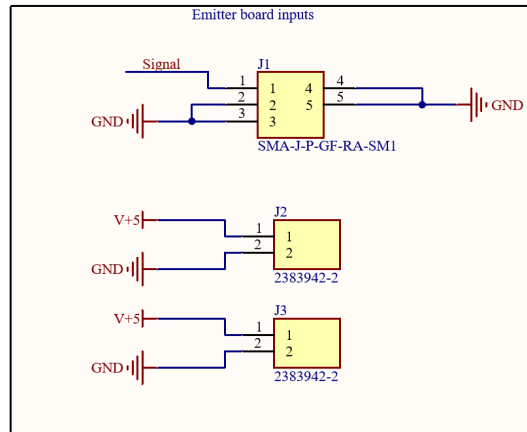 Emitter board inputs
Signal
J1
1 1 4 4
2 2 5 5
3 3
GND
GND
SMA-J-P-GF-RA-SM1
V+5
J2
1 1
2 2
GND
2383942-2
V+5
J3
1 1
2 2
GND
2383942-2